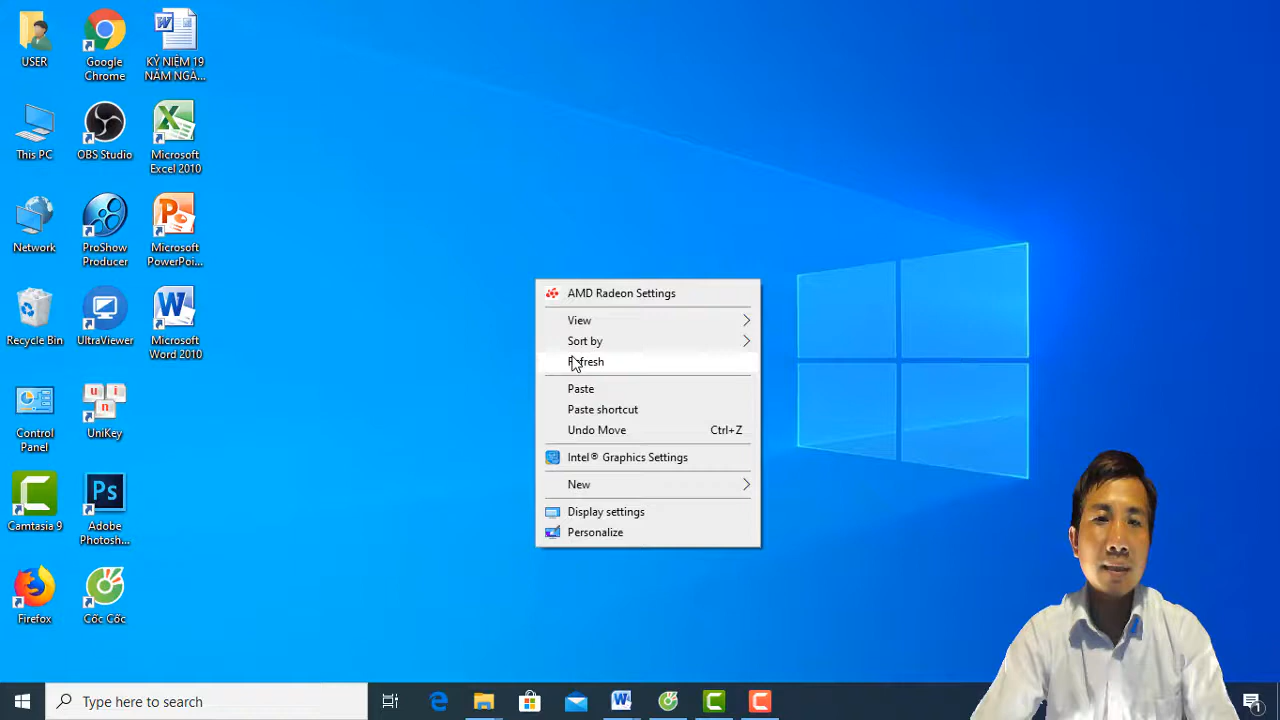 USER
Google
Chrome
KỶ NIỆM 19
NĂM NGÀ...
This PC
OBS Studio
Microsoft
Excel 2010
Network
ProShow
Producer
Microsoft
PowerPoi...
Recycle Bin
UltraViewer
Microsoft
Word 2010
Control
Panel
UniKey
Camtasia 9
Adobe
Photosh...
Firefox
Cốc Cốc
AMD Radeon Settings
View
Sort by
Refresh
Paste
Paste shortcut
Undo Move Ctrl+Z
Intel® Graphics Settings
New
Display settings
Personalize
Type here to search